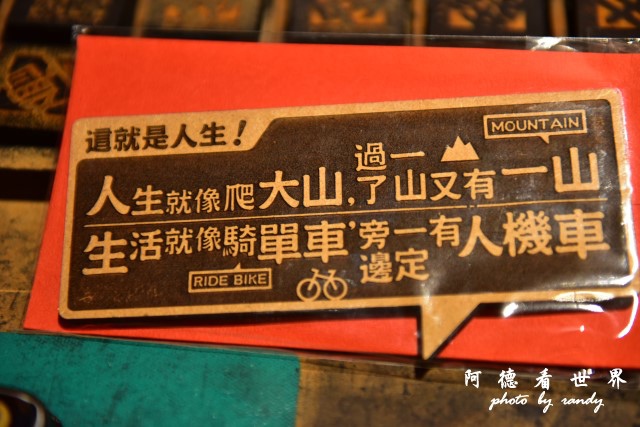 這就是人生！
MOUNTAIN
人生就像爬大山，過一了山又有一山
生活就像騎單車，旁邊一定有人機車
RIDE BIKE
阿德看世界
photo by randy